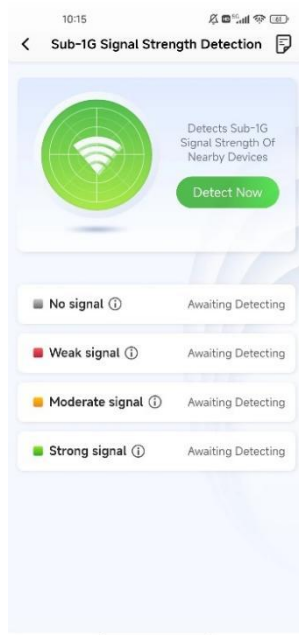 10:15
Sub-1G Signal Strength Detection
Detects Sub-1G
Signal Strength Of
Nearby Devices
Detect Now
No signal
Awaiting Detecting
Weak signal
Awaiting Detecting
Moderate signal
Awaiting Detecting
Strong signal
Awaiting Detecting